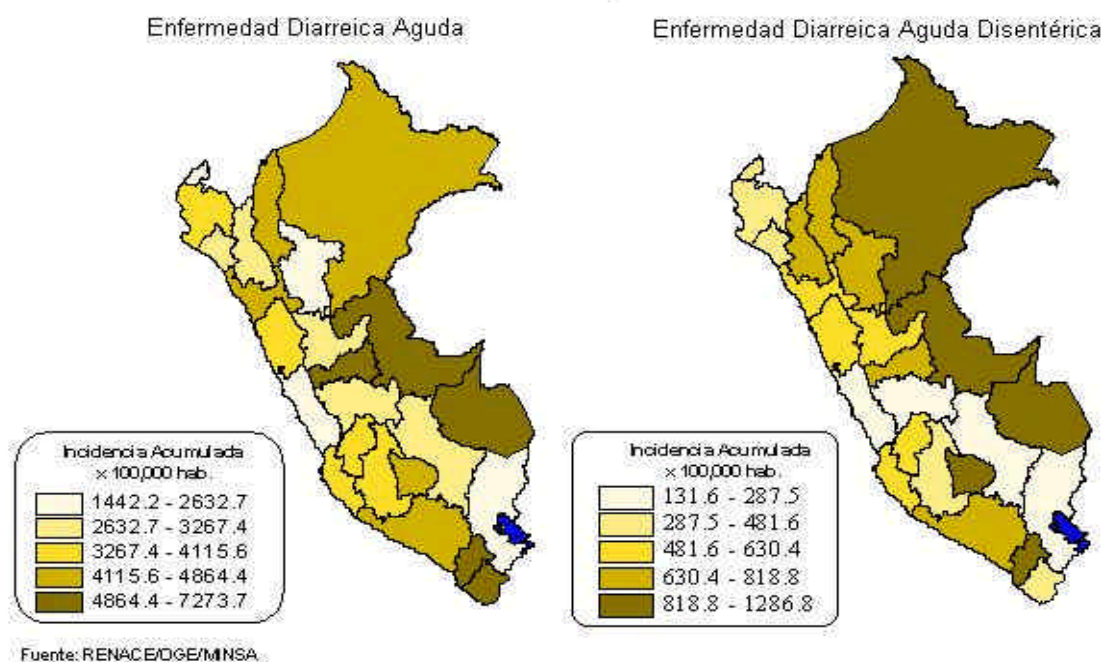 Enfermedad Diarreica Aguda
Enfermedad Diarreica Aguda Disentérica
Incidencia Acumulada
x 100,000 hab.
1442.2 - 2632.7
2632.7 - 3267.4
3267.4 - 4115.6
4115.6 - 4864.4
4864.4 - 7273.7
Incidencia Acumulada
x 100,000 hab.
131.6 - 287.5
287.5 - 481.6
481.6 - 630.4
630.4 - 818.8
818.8 - 1286.8
Fuente: RENACE/OGE/MINSA